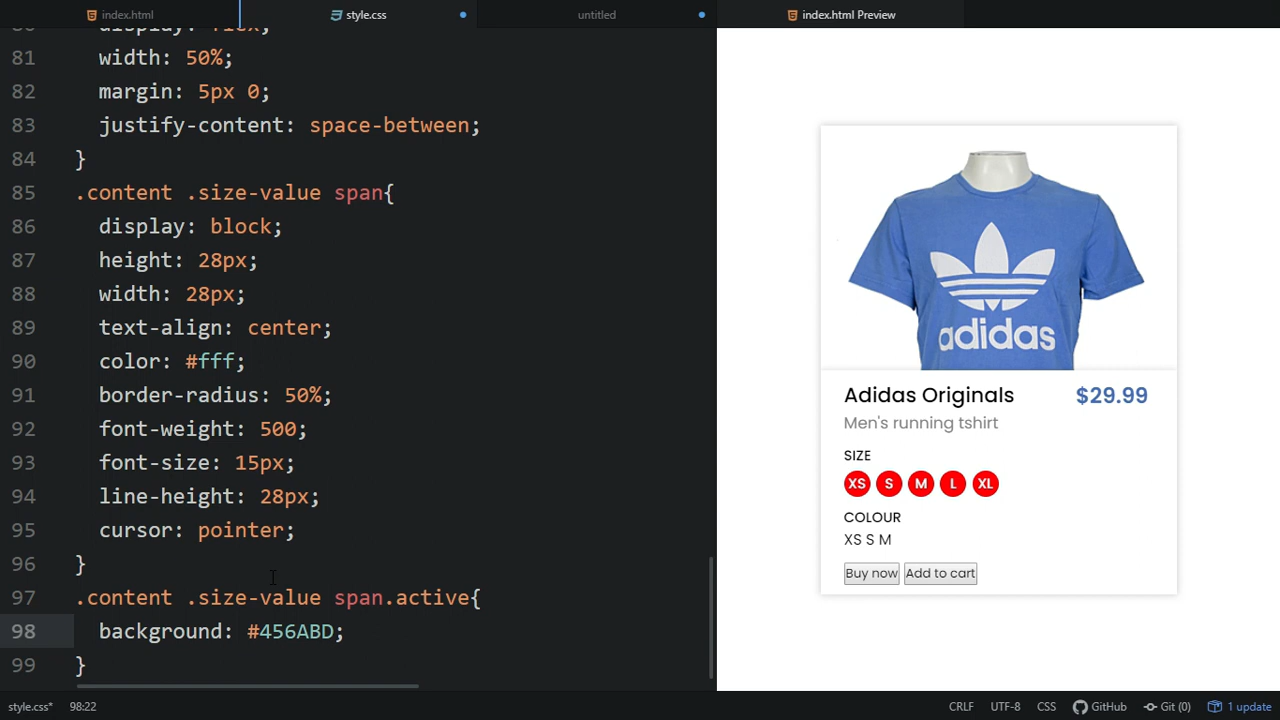 index.html
style.css
untitled
index.html Preview
80 display: flex;
81 width: 50%;
82 margin: 5px 0;
83 justify-content: space-between;
84 }
85 .content .size-value span{
86 display: block;
87 height: 28px;
88 width: 28px;
89 text-align: center;
90 color: #fff;
91 border-radius: 50%;
92 font-weight: 500;
93 font-size: 15px;
94 line-height: 28px;
95 cursor: pointer;
96 }
97 .content .size-value span.active{
98 background: #456ABD;
99 }
adidas
Adidas Originals $29.99
Men's running tshirt
SIZE
XS S M L XL
COLOUR
XS S M
Buy now Add to cart
style.css* 98:22 CRLF UTF-8 CSS GitHub Git (0) 1 update